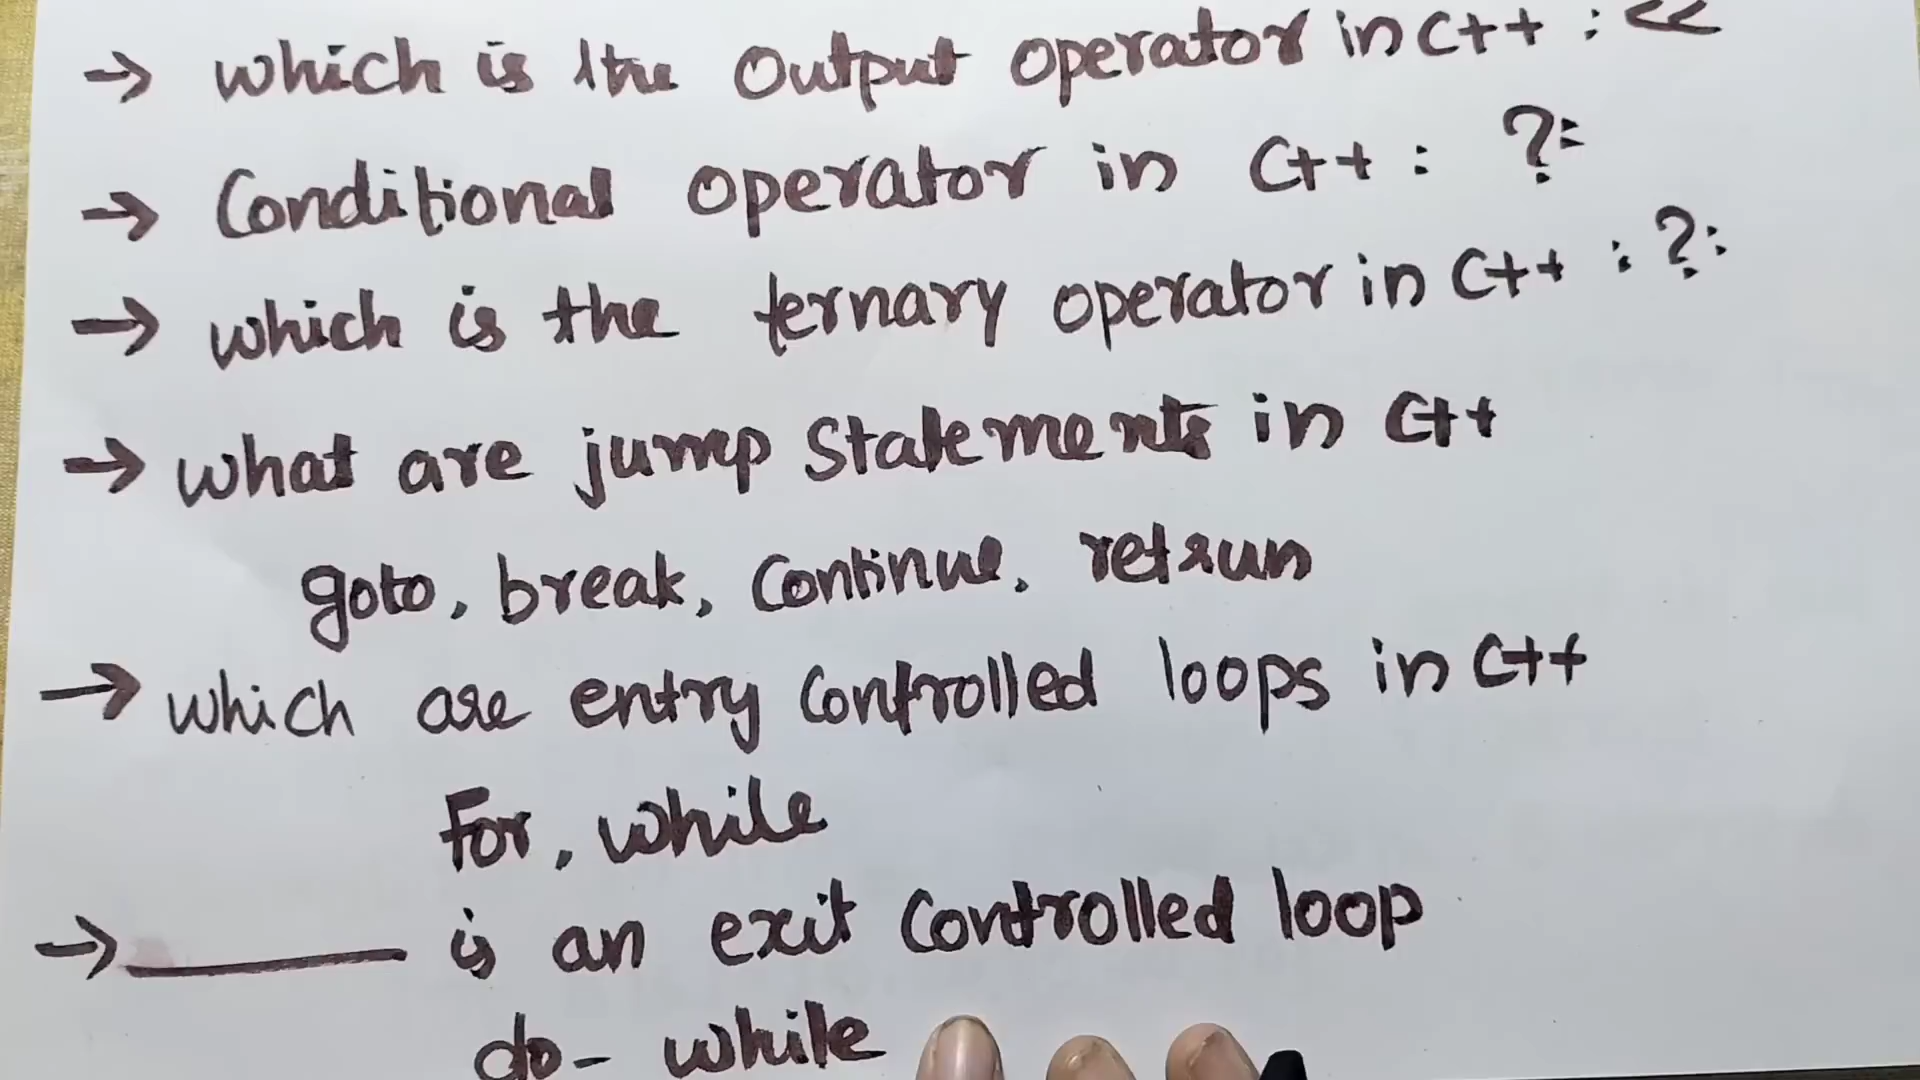 → which is the Output operator in C++ : <<
→ Conditional operator in C++ : ?:
→ which is the ternary operator in C++ : ?:
→ what are jump statements in C++
goto, break, Continue, retrun
→ which are entry Controlled loops in C++
For, while
→ ______ is an exit Controlled loop
do - while